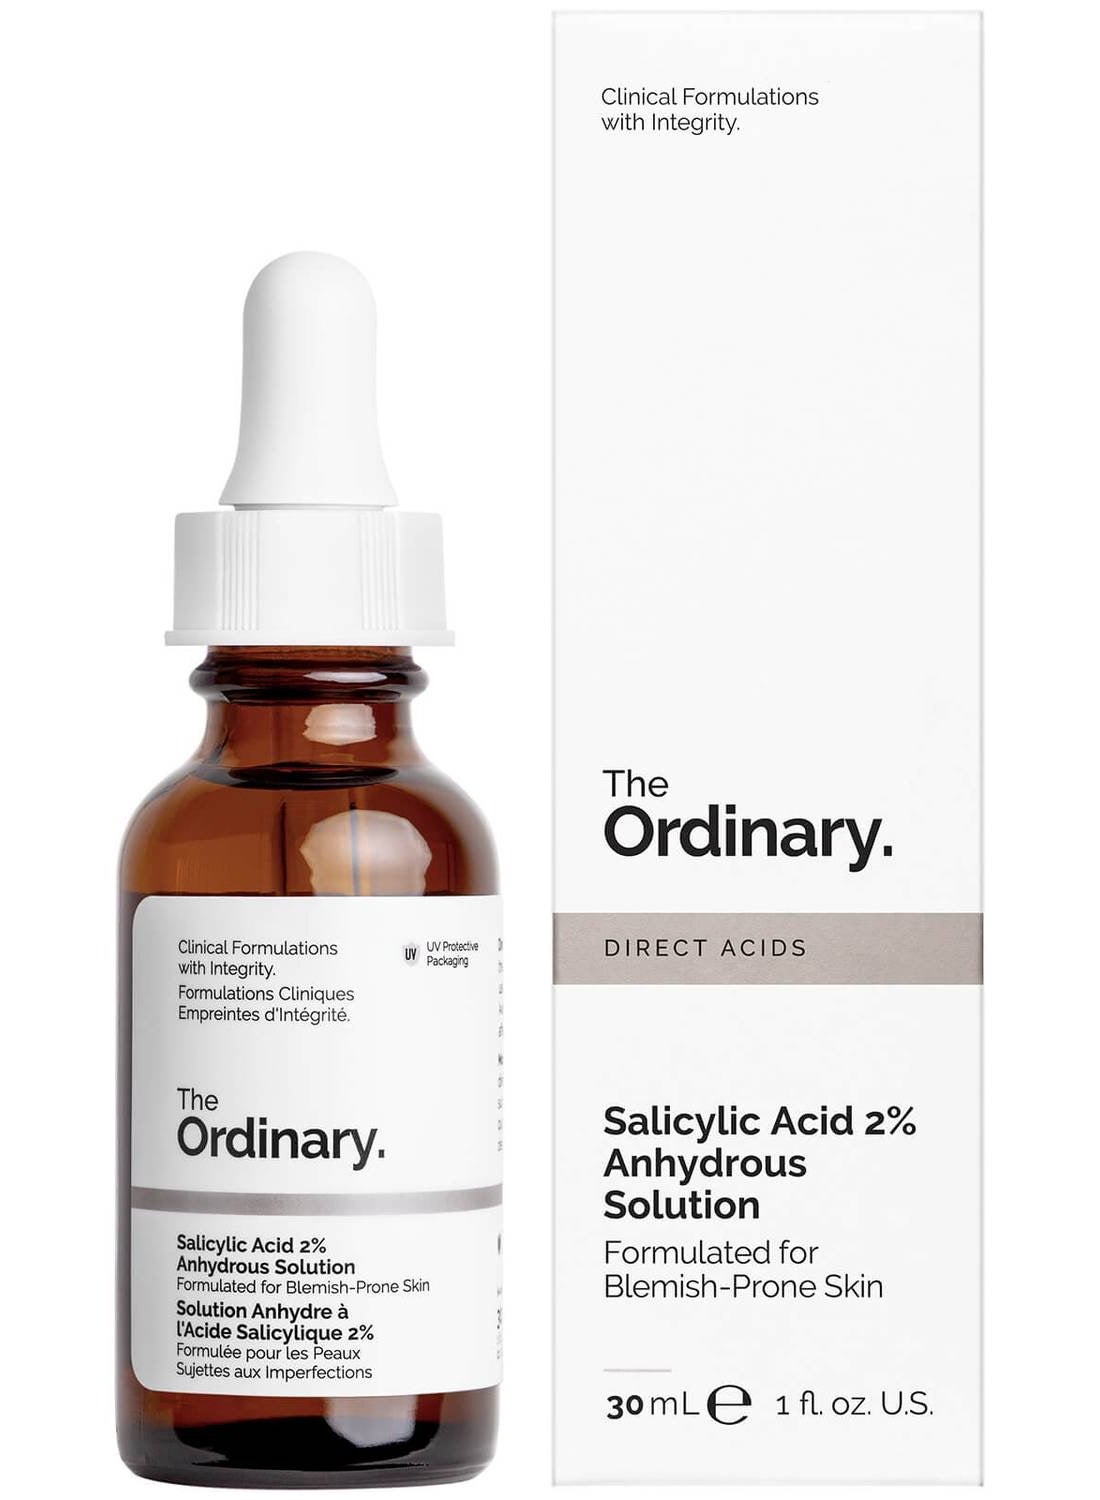 Clinical Formulations
with Integrity.
The
Ordinary.
DIRECT ACIDS
Salicylic Acid 2%
Anhydrous
Solution
Formulated for
Blemish-Prone Skin
30 mL ℮ 1 fl. oz. U.S.
Clinical Formulations
with Integrity.
Formulations Cliniques
Empreintes d'Intégrité.
UV
UV Protective
Packaging
The
Ordinary.
Salicylic Acid 2%
Anhydrous Solution
Formulated for Blemish-Prone Skin
Solution Anhydre à
l'Acide Salicylique 2%
Formulée pour les Peaux
Sujettes aux Imperfections